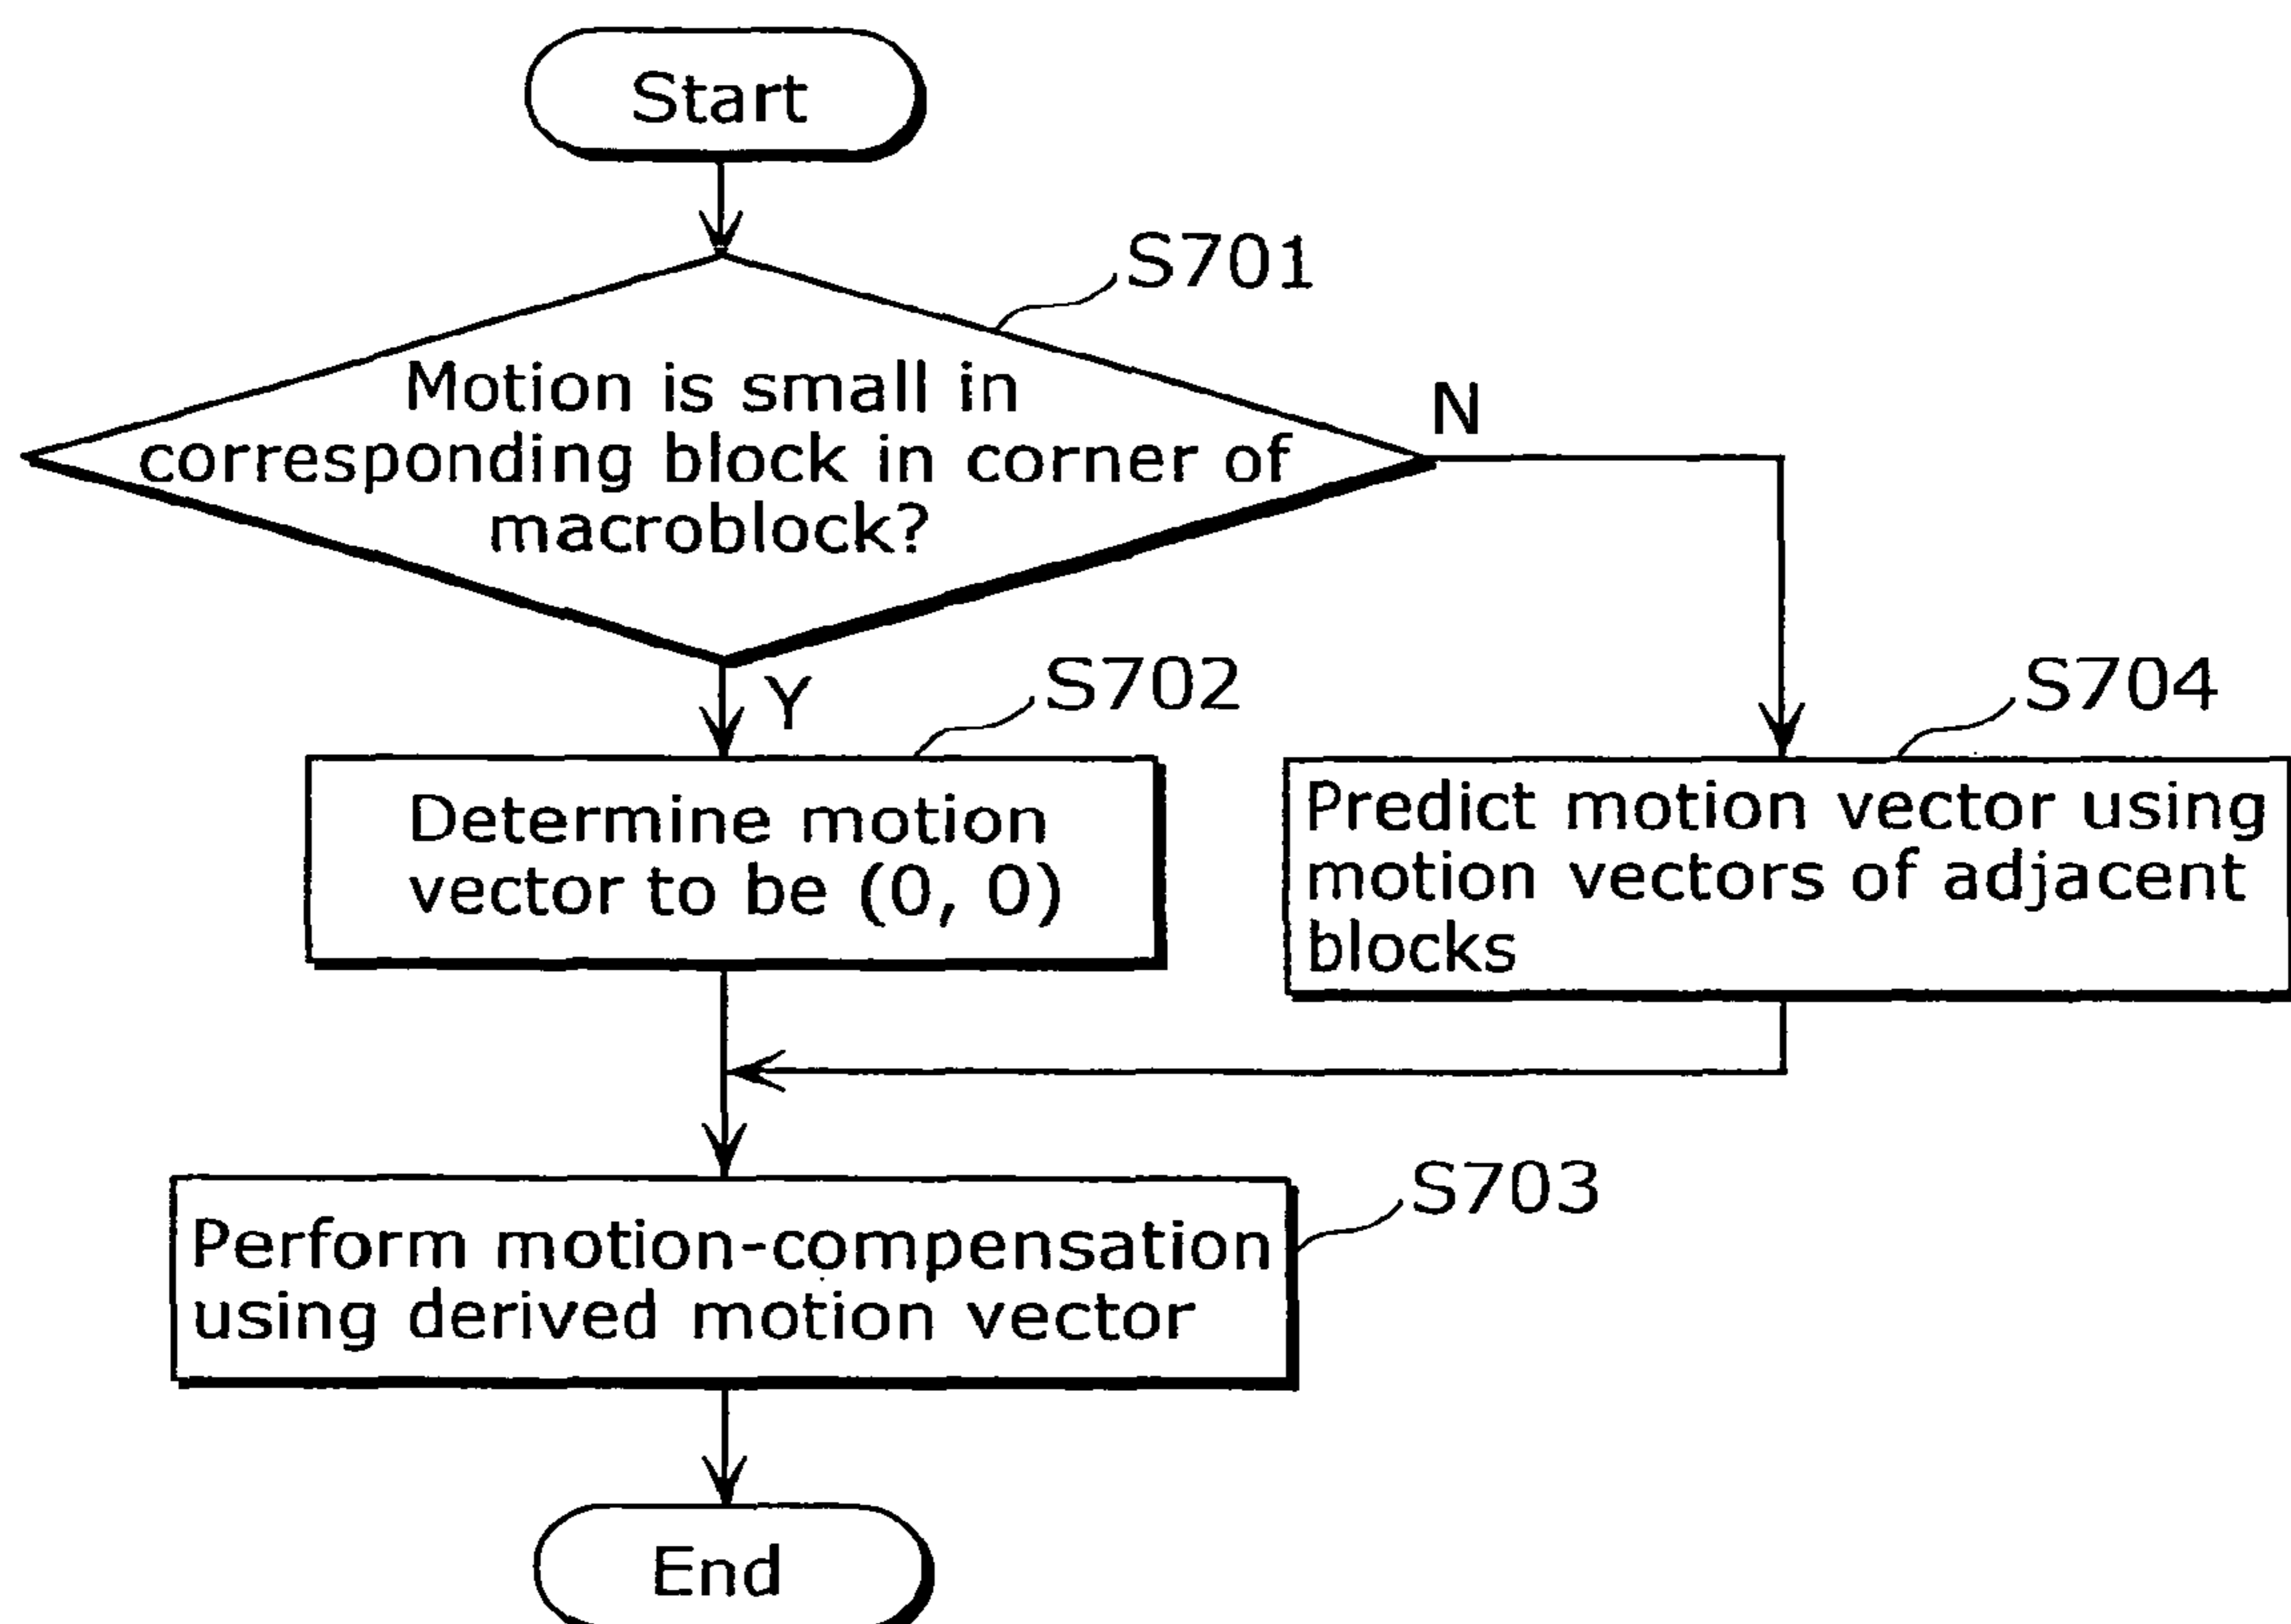 Start
S701
Motion is small in
corresponding block in corner of
macroblock?
N
Y
S702
Determine motion
vector to be (0, 0)
S704
Predict motion vector using
motion vectors of adjacent
blocks
S703
Perform motion-compensation
using derived motion vector
End